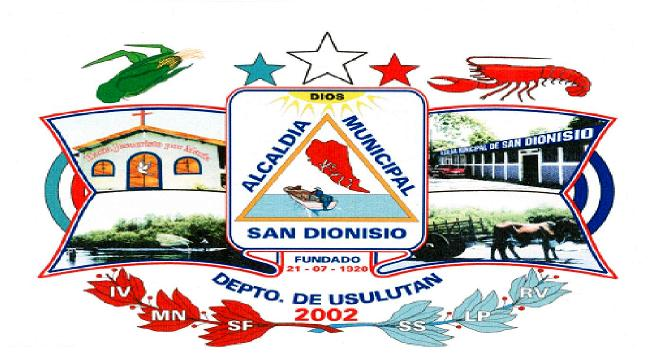 DIOS
ALCALDIA MUNICIPAL
SAN DIONISIO
MUNICIPAL DE SAN DIONISIO
FUNDADO
21 - 07 - 1920
DEPTO. DE USULUTAN
2002
IV
MN
SF
SS
LP
RV